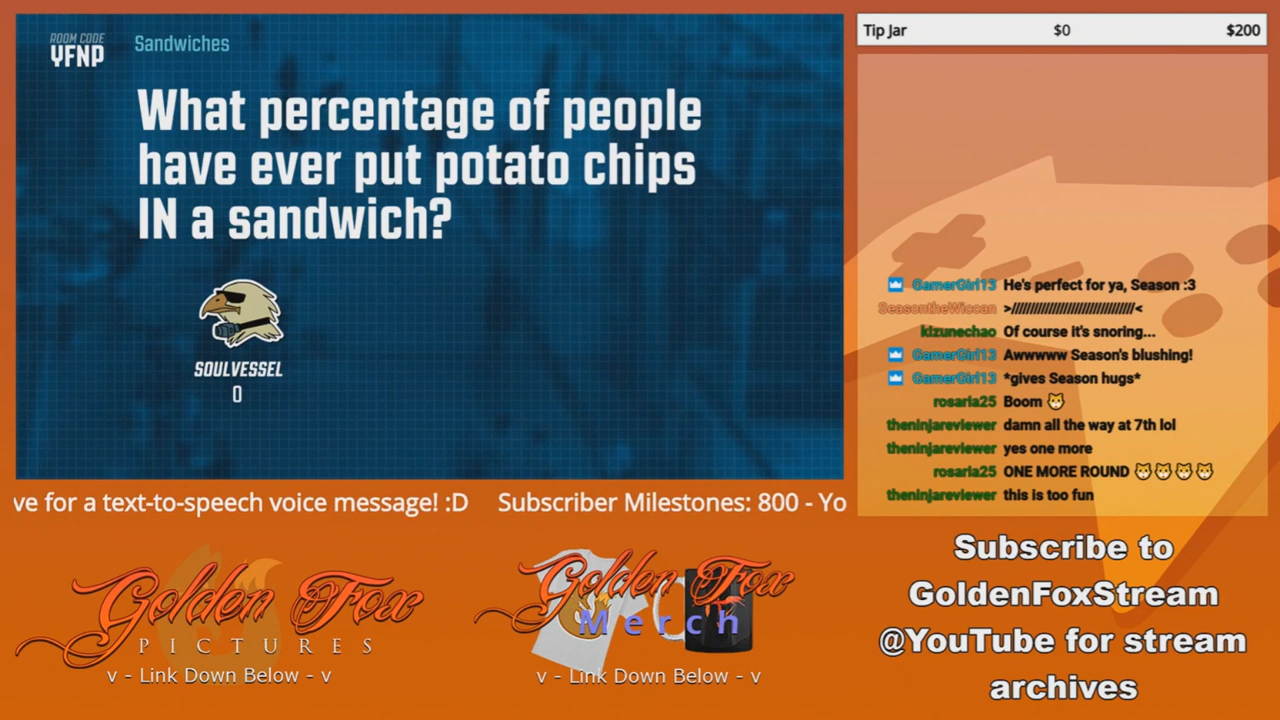 ROOM CODE
YFNP
Sandwiches
What percentage of people
have ever put potato chips
IN a sandwich?
SOULVESSEL
0
Tip Jar $0 $200
GamerGirl13 He's perfect for ya, Season :3
SeasontheWiccan >//////////////////////////////<
kizunechao Of course it's snoring...
GamerGirl13 Awwwww Season's blushing!
GamerGirl13 *gives Season hugs*
rosaria25 Boom 🐱
theninjareviewer damn all the way at 7th lol
theninjareviewer yes one more
rosaria25 ONE MORE ROUND 🐱🐱🐱🐱
theninjareviewer this is too fun
ve for a text-to-speech voice message! :D Subscriber Milestones: 800 - Yo
Golden Fox
PICTURES
v - Link Down Below - v
Golden Fox
Merch
v - Link Down Below - v
Subscribe to
GoldenFoxStream
@YouTube for stream
archives